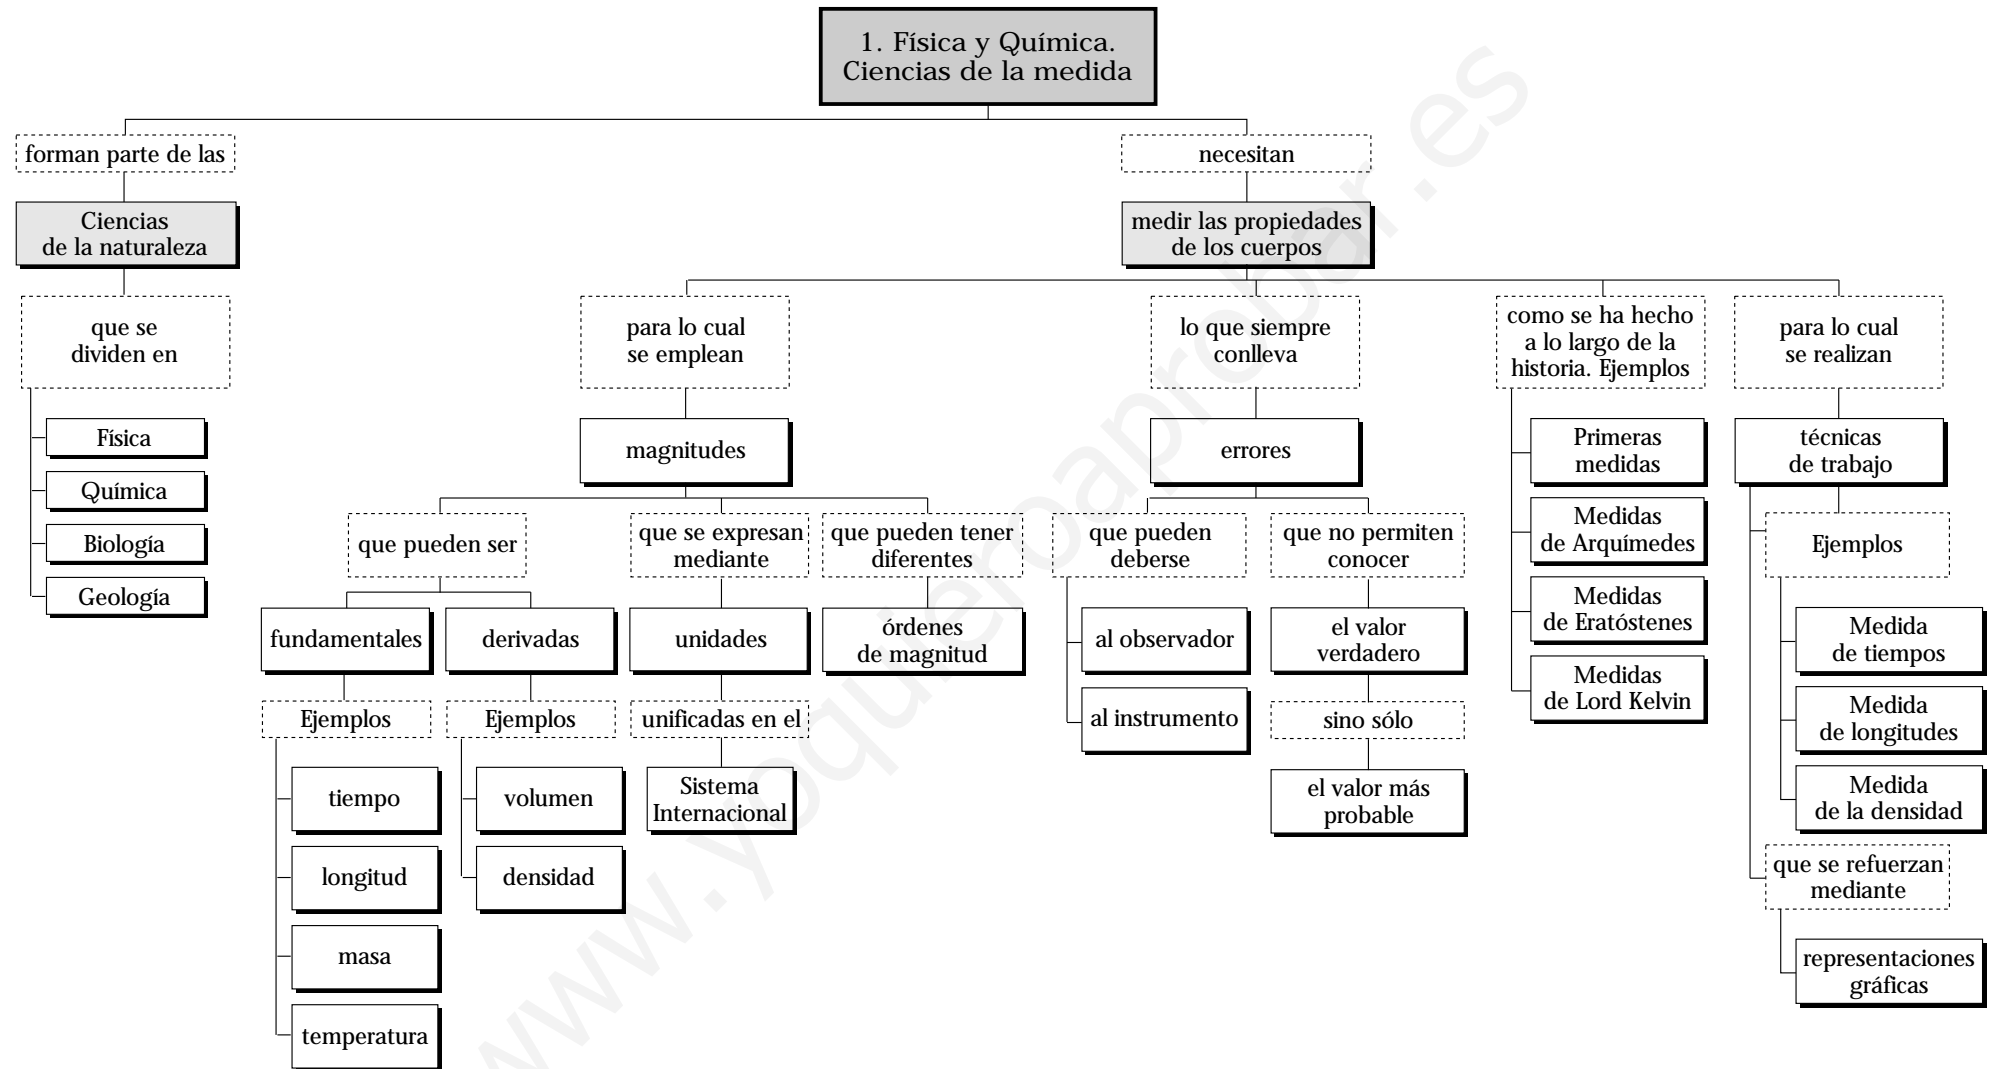 1. Física y Química.
Ciencias de la medida
forman parte de las
necesitan
Ciencias
de la naturaleza
medir las propiedades
de los cuerpos
que se
dividen en
para lo cual
se emplean
lo que siempre
conlleva
como se ha hecho
a lo largo de la
historia. Ejemplos
para lo cual
se realizan
Física
Química
Biología
Geología
magnitudes
errores
Primeras
medidas
Medidas
de Arquímedes
Medidas
de Eratóstenes
Medidas
de Lord Kelvin
técnicas
de trabajo
que pueden ser
que se expresan
mediante
que pueden tener
diferentes
que pueden
deberse
que no permiten
conocer
Ejemplos
fundamentales
derivadas
unidades
órdenes
de magnitud
al observador
al instrumento
el valor
verdadero
Medida
de tiempos
Medida
de longitudes
Medida
de la densidad
Ejemplos
Ejemplos
unificadas en el
sino sólo
tiempo
longitud
masa
temperatura
volumen
densidad
Sistema
Internacional
el valor más
probable
que se refuerzan
mediante
representaciones
gráficas
www.yoquieroaprobar.es